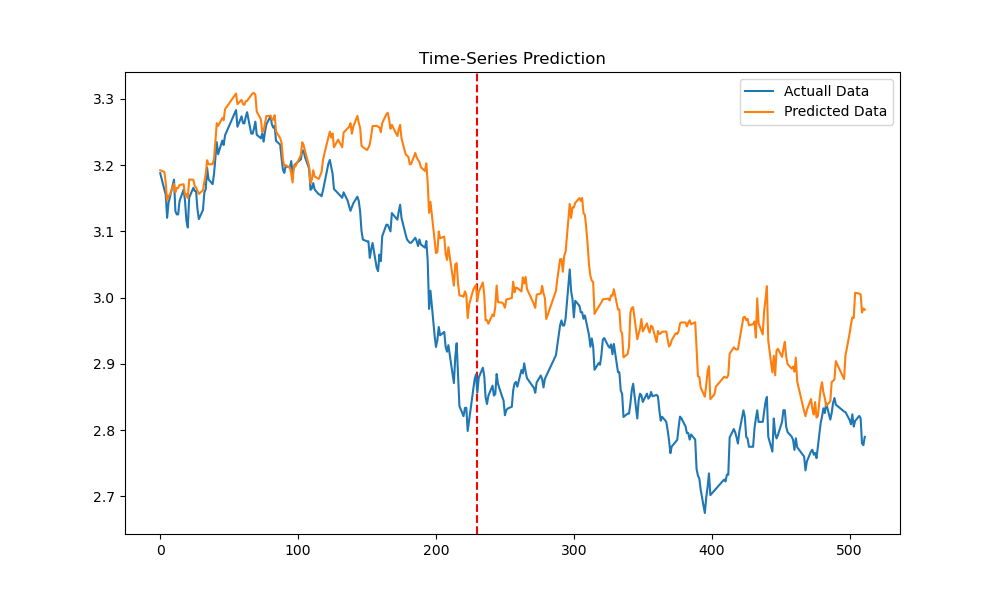 Time-Series Prediction
Actuall Data
Predicted Data
3.3
3.2
3.1
3.0
2.9
2.8
2.7
0 100 200 300 400 500